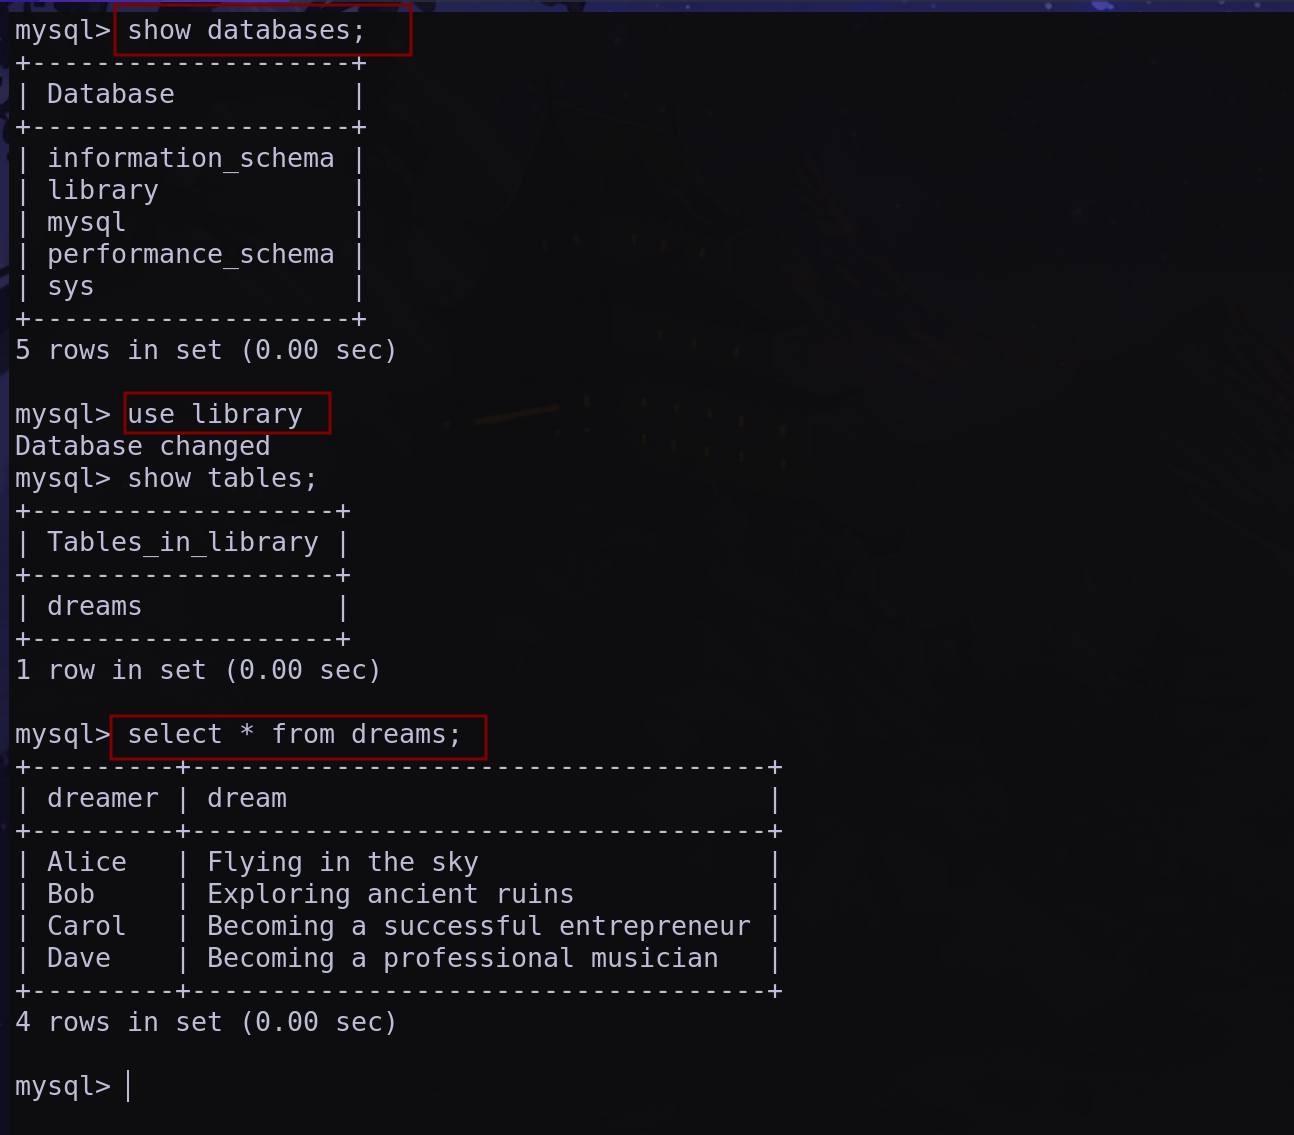 mysql> show databases;
+--------------------+
| Database           |
+--------------------+
| information_schema |
| library            |
| mysql              |
| performance_schema |
| sys                |
+--------------------+
5 rows in set (0.00 sec)

mysql> use library
Database changed
mysql> show tables;
+-------------------+
| Tables_in_library |
+-------------------+
| dreams            |
+-------------------+
1 row in set (0.00 sec)

mysql> select * from dreams;
+---------+------------------------------------+
| dreamer | dream                              |
+---------+------------------------------------+
| Alice   | Flying in the sky                  |
| Bob     | Exploring ancient ruins            |
| Carol   | Becoming a successful entrepreneur |
| Dave    | Becoming a professional musician   |
+---------+------------------------------------+
4 rows in set (0.00 sec)

mysql>